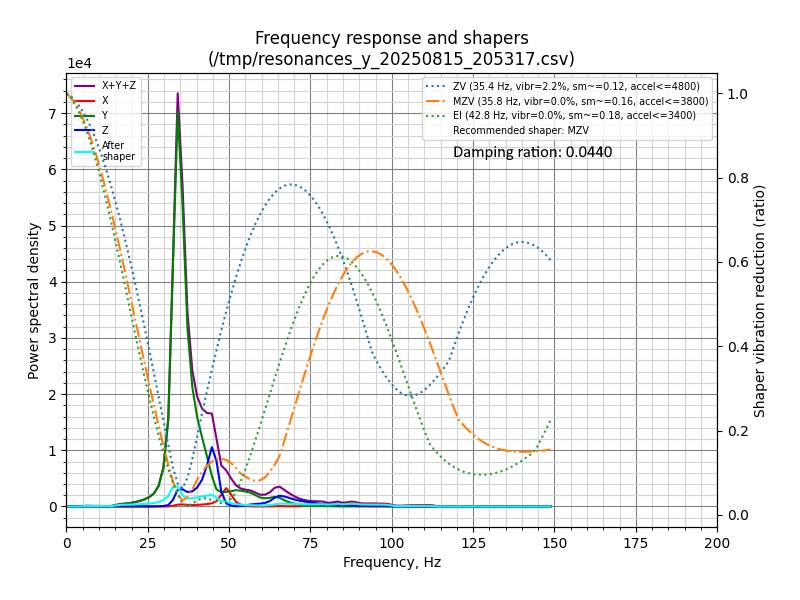 Frequency response and shapers
(/tmp/resonances_y_20250815_205317.csv)
1e4
X+Y+Z
X
Y
Z
After
shaper
ZV (35.4 Hz, vibr=2.2%, sm~=0.12, accel<=4800)
MZV (35.8 Hz, vibr=0.0%, sm~=0.16, accel<=3800)
EI (42.8 Hz, vibr=0.0%, sm~=0.18, accel<=3400)
Recommended shaper: MZV
Damping ration: 0.0440
Power spectral density
7
6
5
4
3
2
1
0
1.0
0.8
0.6
0.4
0.2
0.0
Shaper vibration reduction (ratio)
0 25 50 75 100 125 150 175 200
Frequency, Hz